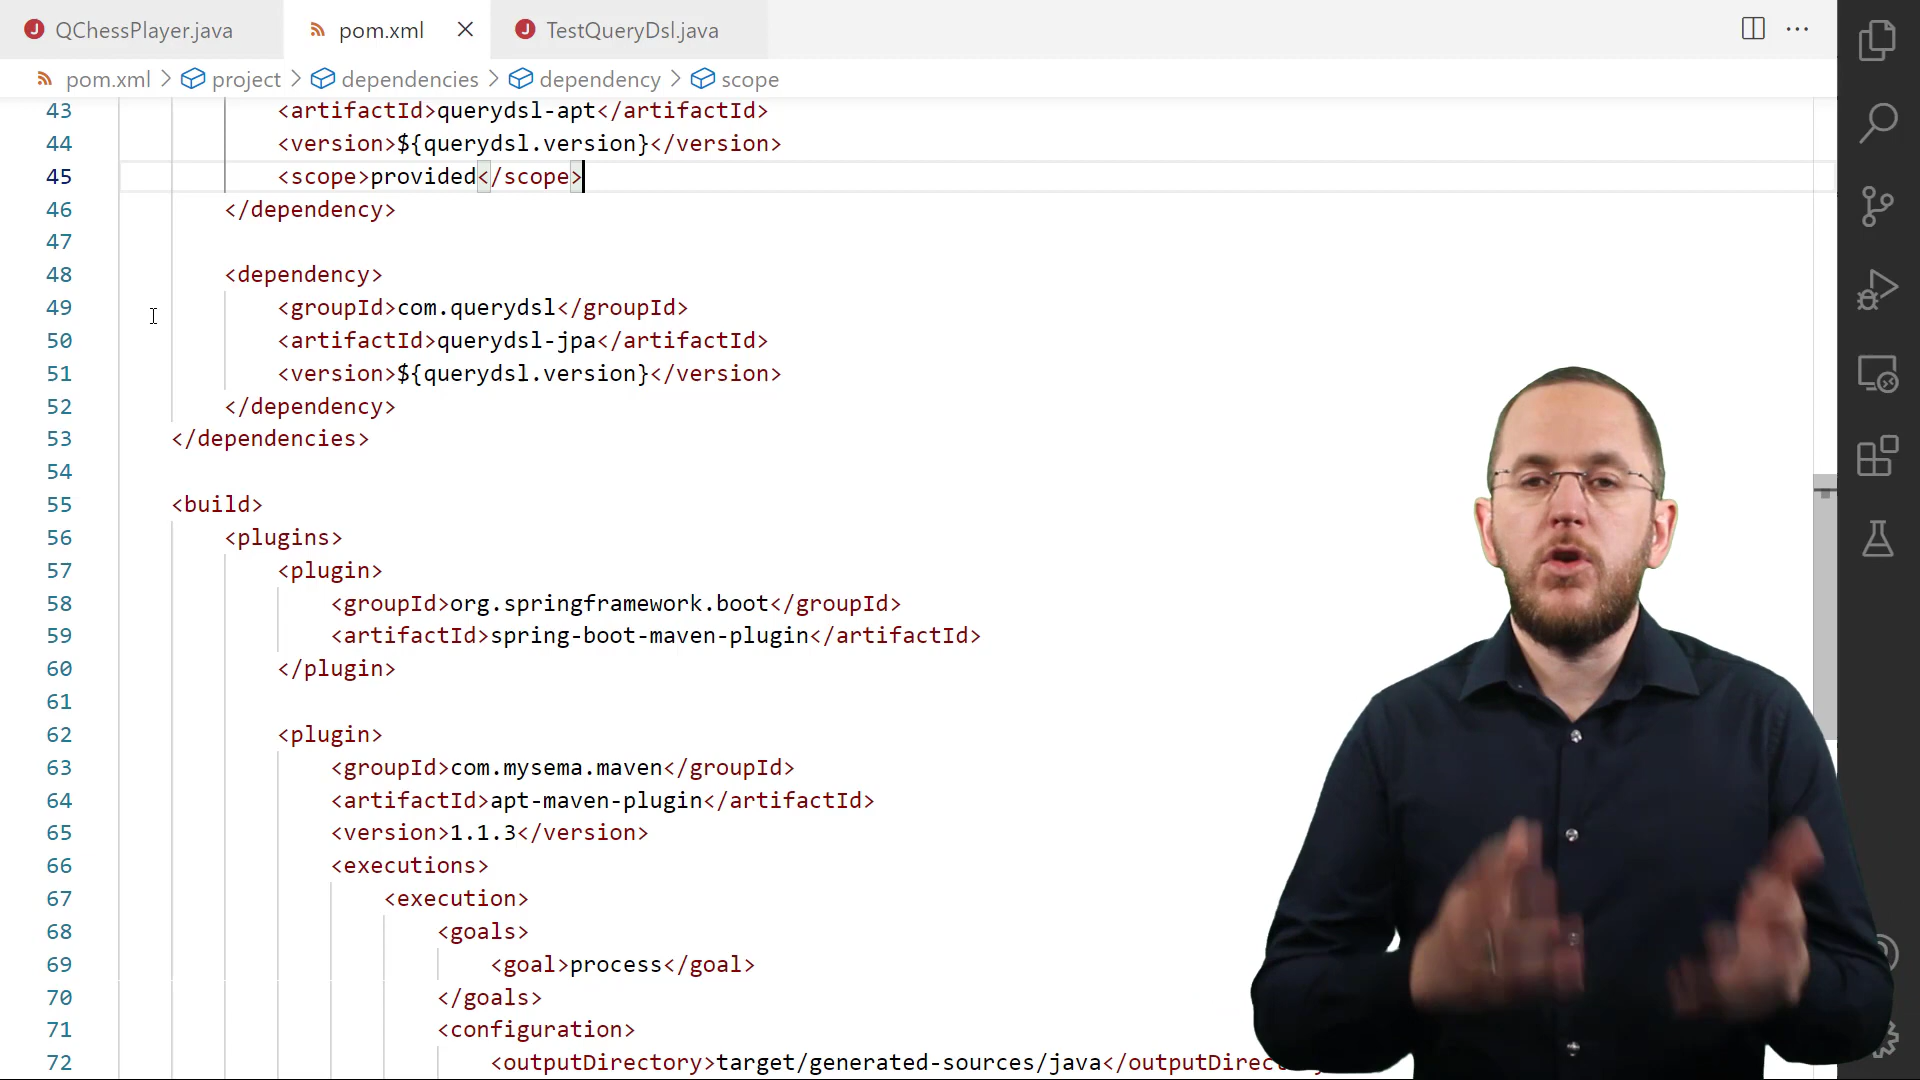 QChessPlayer.java
pom.xml
TestQueryDsl.java
pom.xml > project > dependencies > dependency > scope
43 <artifactId>querydsl-apt</artifactId>
44 <version>${querydsl.version}</version>
45 <scope>provided</scope>
46 </dependency>
47
48 <dependency>
49 <groupId>com.querydsl</groupId>
50 <artifactId>querydsl-jpa</artifactId>
51 <version>${querydsl.version}</version>
52 </dependency>
53 </dependencies>
54
55 <build>
56 <plugins>
57 <plugin>
58 <groupId>org.springframework.boot</groupId>
59 <artifactId>spring-boot-maven-plugin</artifactId>
60 </plugin>
61
62 <plugin>
63 <groupId>com.mysema.maven</groupId>
64 <artifactId>apt-maven-plugin</artifactId>
65 <version>1.1.3</version>
66 <executions>
67 <execution>
68 <goals>
69 <goal>process</goal>
70 </goals>
71 <configuration>
72 <outputDirectory>target/generated-sources/java</outputDirec